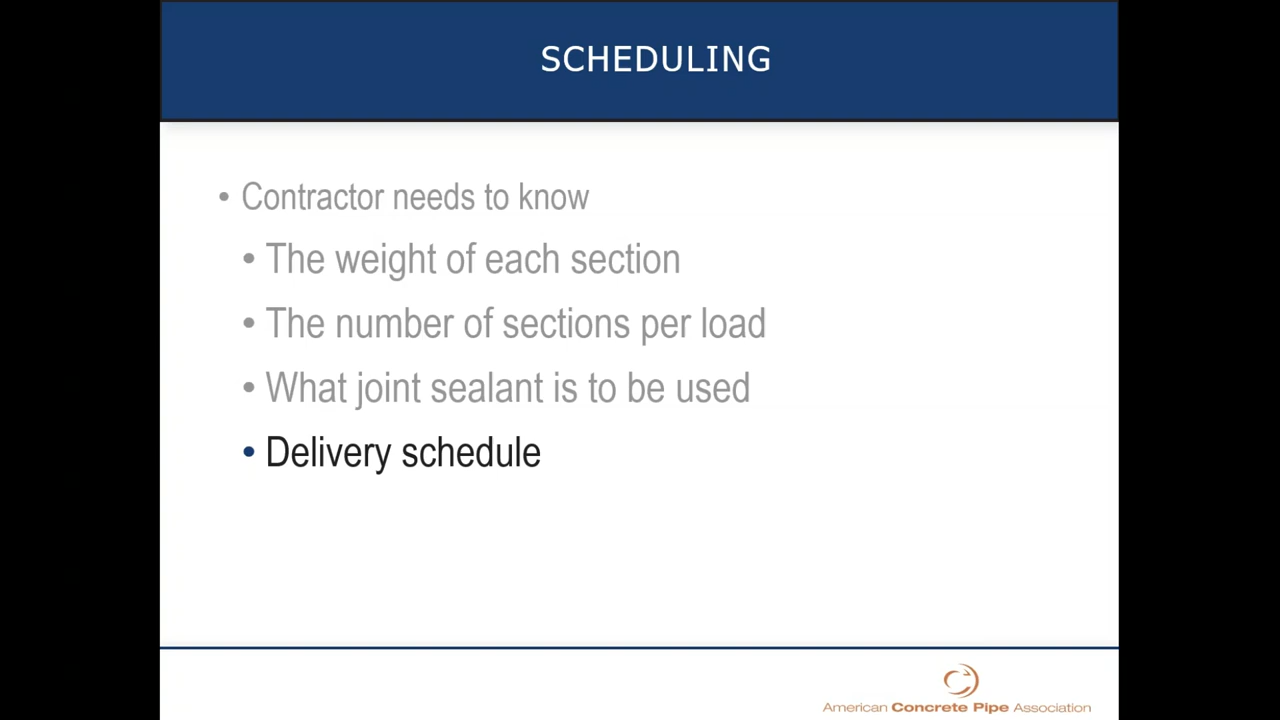 SCHEDULING
• Contractor needs to know
• The weight of each section
• The number of sections per load
• What joint sealant is to be used
• Delivery schedule
American Concrete Pipe Association